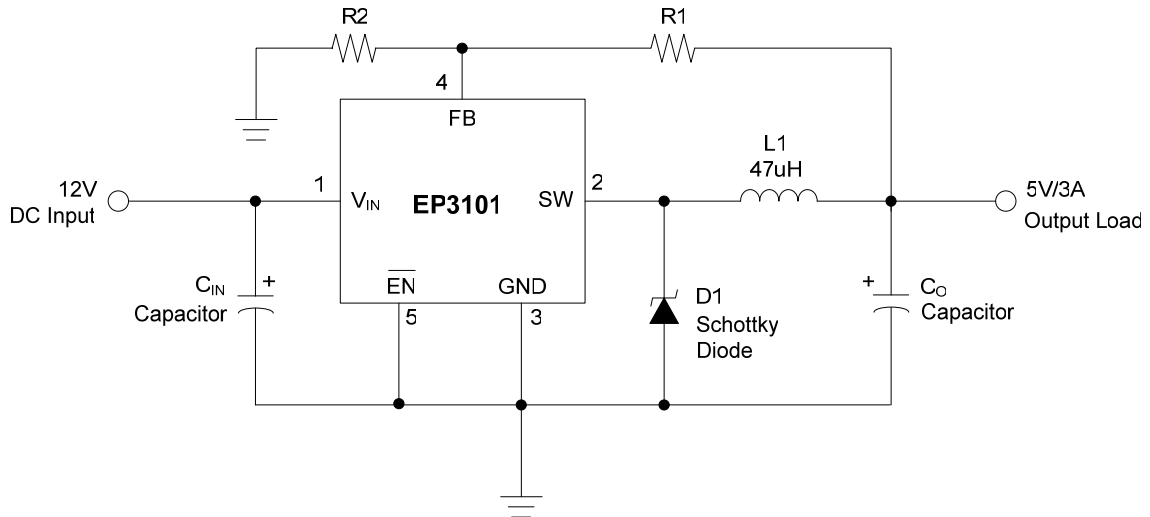 R2
R1
4
FB
L1
47uH
12V
DC Input
1
VIN
EP3101
SW
2
5V/3A
Output Load
CIN
+
Capacitor
EN
GND
5
3
D1
Schottky
Diode
+
CO
Capacitor